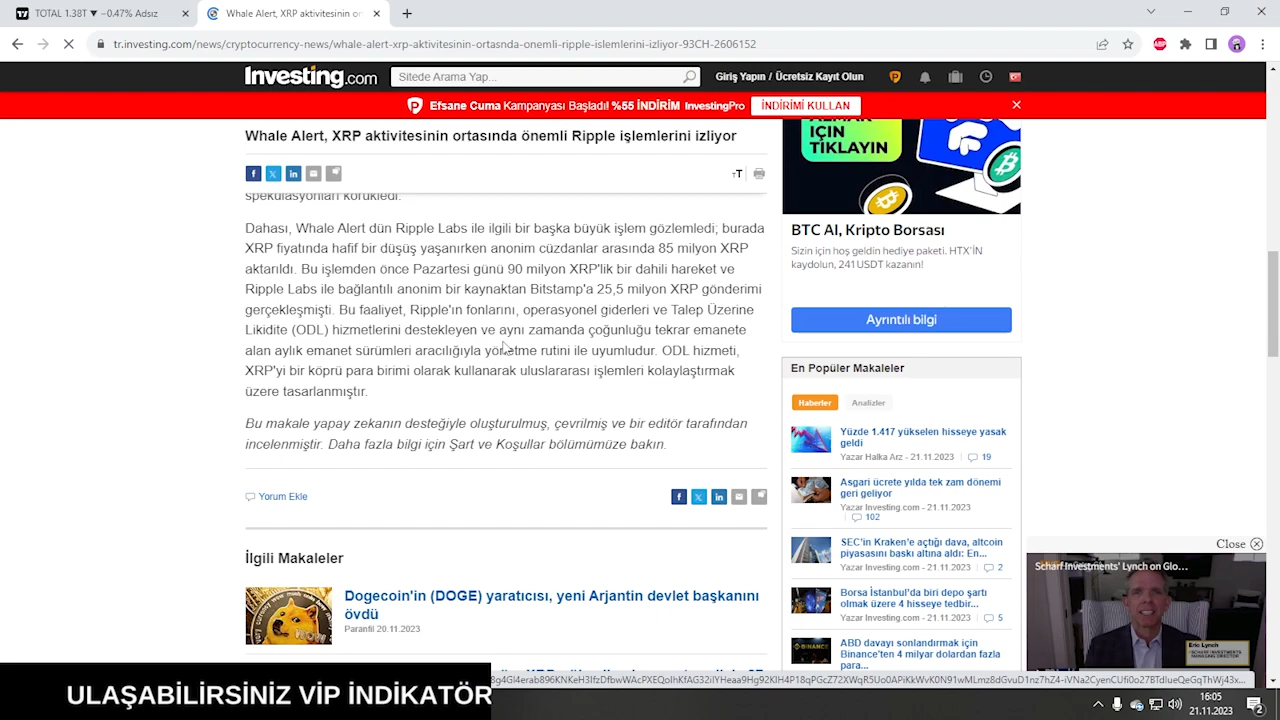 TOTAL 1.38T ▼ −0.47% Adsız
Whale Alert, XRP aktivitesinin or
tr.investing.com/news/cryptocurrency-news/whale-alert-xrp-aktivitesinin-ortasnda-onemli-ripple-islemlerini-izliyor-93CH-2606152
Investing.com
Sitede Arama Yap...
Giriş Yapın / Ücretsiz Kayıt Olun
Efsane Cuma Kampanyası Başladı! %55 İNDİRİM InvestingPro
İNDİRİMİ KULLAN
Whale Alert, XRP aktivitesinin ortasında önemli Ripple işlemlerini izliyor
spekülasyonları körükledi.
Dahası, Whale Alert dün Ripple Labs ile ilgili bir başka büyük işlem gözlemledi; burada
XRP fiyatında hafif bir düşüş yaşanırken anonim cüzdanlar arasında 85 milyon XRP
aktarıldı. Bu işlemden önce Pazartesi günü 90 milyon XRP'lik bir dahili hareket ve
Ripple Labs ile bağlantılı anonim bir kaynaktan Bitstamp'a 25,5 milyon XRP gönderimi
gerçekleşmişti. Bu faaliyet, Ripple'ın fonlarını, operasyonel giderleri ve Talep Üzerine
Likidite (ODL) hizmetlerini destekleyen ve aynı zamanda çoğunluğu tekrar emanete
alan aylık emanet sürümleri aracılığıyla yönetme rutini ile uyumludur. ODL hizmeti,
XRP'yi bir köprü para birimi olarak kullanarak uluslararası işlemleri kolaylaştırmak
üzere tasarlanmıştır.
Bu makale yapay zekanın desteğiyle oluşturulmuş, çevrilmiş ve bir editör tarafından
incelenmiştir. Daha fazla bilgi için Şart ve Koşullar bölümümüze bakın.
Yorum Ekle
İlgili Makaleler
Dogecoin'in (DOGE) yaratıcısı, yeni Arjantin devlet başkanını
övdü
Paranfil 20.11.2023
ALMAK
İÇİN
TIKLAYIN
BTC AI, Kripto Borsası
Sizin için hoş geldin hediye paketi. HTX'İN
kaydolun, 241 USDT kazanın!
Ayrıntılı bilgi
En Popüler Makaleler
Haberler Analizler
Yüzde 1.417 yükselen hisseye yasak
geldi
Yazar Halka Arz - 21.11.2023 19
Asgari ücrete yılda tek zam dönemi
geri geliyor
Yazar Investing.com - 21.11.2023
102
SEC'in Kraken'e açtığı dava, altcoin
piyasasını baskı altına aldı: En...
Yazar Investing.com - 21.11.2023 2
Borsa İstanbul'da biri depo şartı
olmak üzere 4 hisseye tedbir...
Yazar Investing.com - 21.11.2023 5
ABD davayı sonlandırmak için
Binance'ten 4 milyar dolardan fazla
para...
Close
Scharf Investments' Lynch on Glo...
Eric Lynch
ULAŞABİLİRSİNİZ VIP İNDİKATÖR
16:05
21.11.2023
2